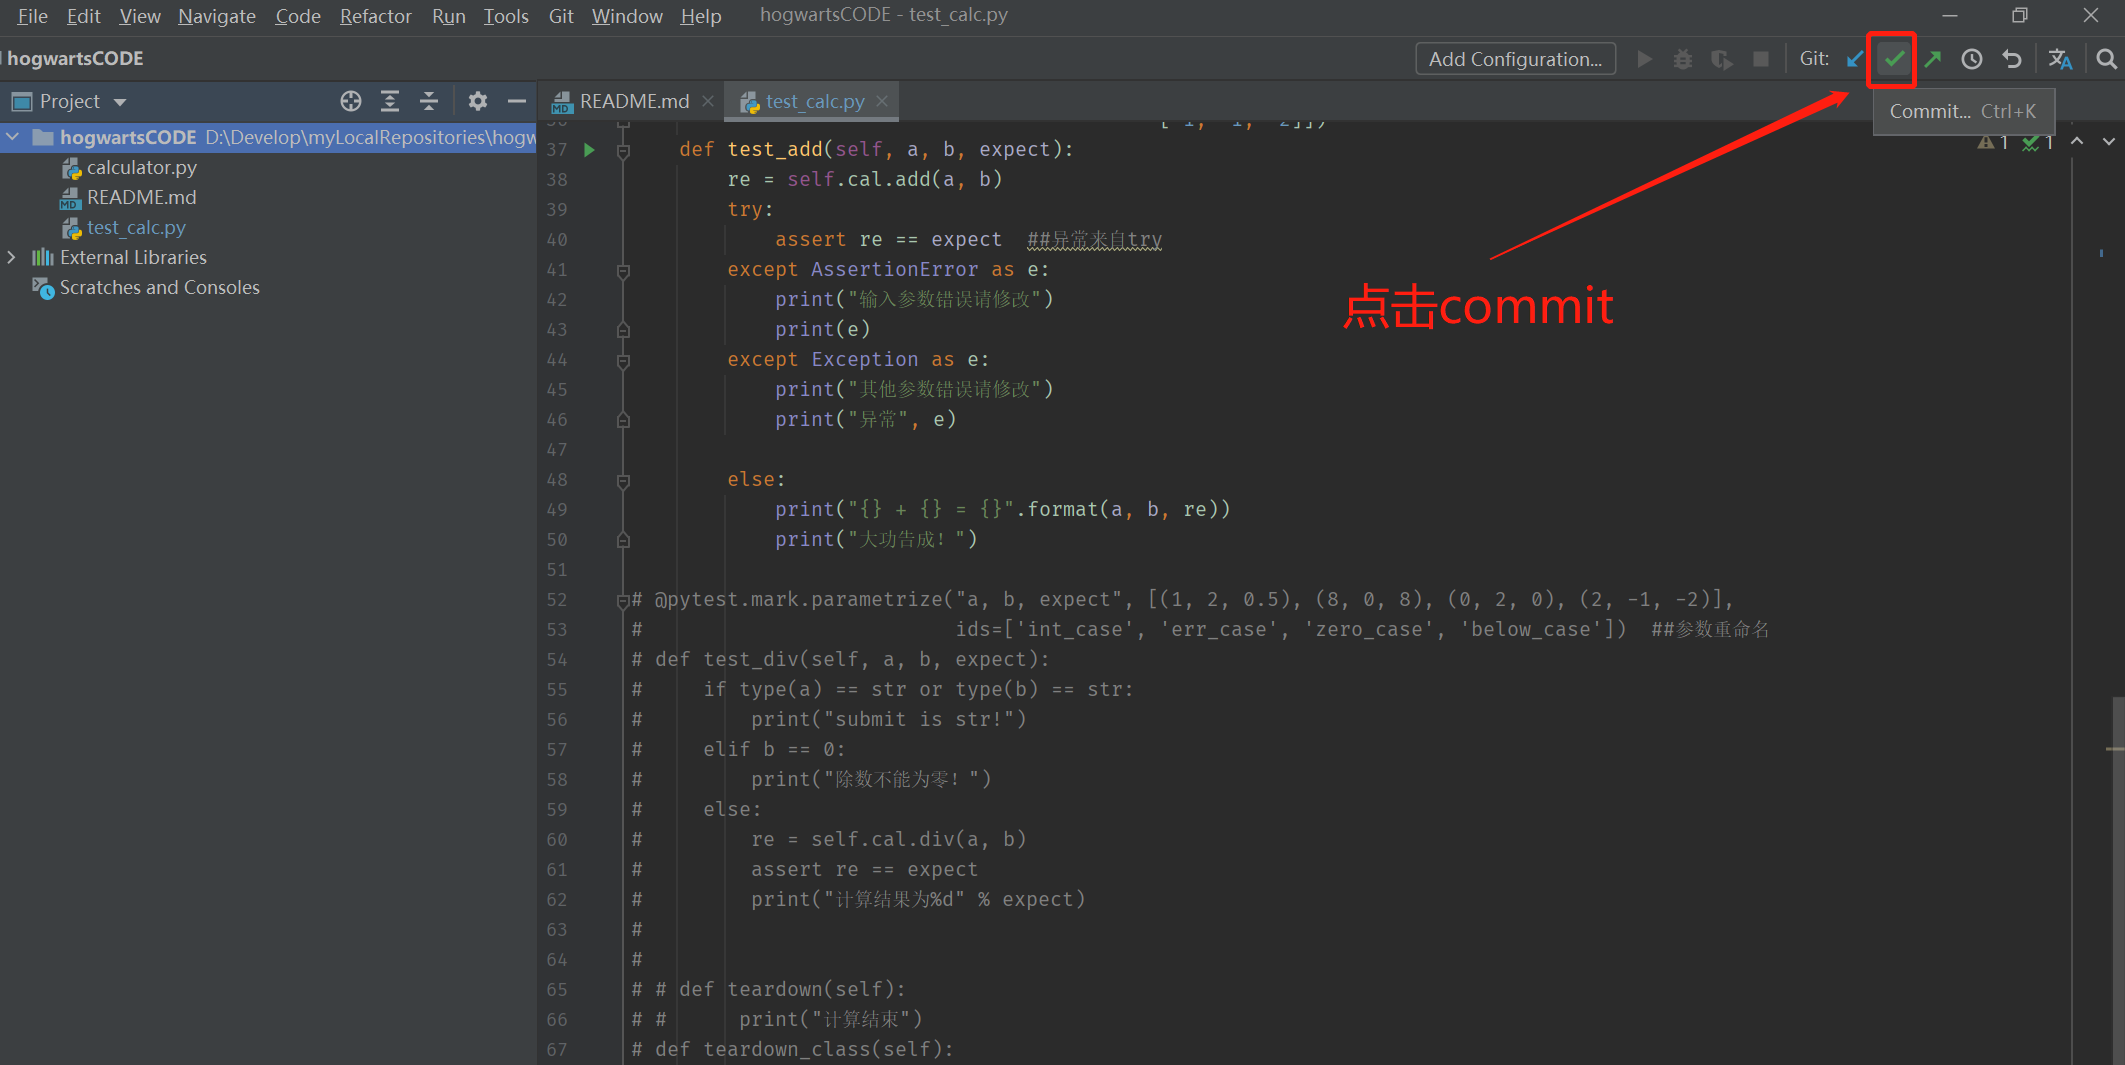 File Edit View Navigate Code Refactor Run Tools Git Window Help hogwartsCODE - test_calc.py
hogwartsCODE Add Configuration... Git:
Commit... Ctrl+K
Project
README.md test_calc.py
1 1
hogwartsCODE D:\Develop\myLocalRepositories\hogw
calculator.py
README.md
test_calc.py
External Libraries
Scratches and Consoles
37 def test_add(self, a, b, expect):
38 re = self.cal.add(a, b)
39 try:
40 assert re == expect ##异常来自try
41 except AssertionError as e:
42 print("输入参数错误请修改")
43 print(e)
44 except Exception as e:
45 print("其他参数错误请修改")
46 print("异常", e)
47
48 else:
49 print("{} + {} = {}".format(a, b, re))
50 print("大功告成！")
51
52 # @pytest.mark.parametrize("a, b, expect", [(1, 2, 0.5), (8, 0, 8), (0, 2, 0), (2, -1, -2)],
53 # ids=['int_case', 'err_case', 'zero_case', 'below_case']) ##参数重命名
54 # def test_div(self, a, b, expect):
55 # if type(a) == str or type(b) == str:
56 # print("submit is str!")
57 # elif b == 0:
58 # print("除数不能为零！")
59 # else:
60 # re = self.cal.div(a, b)
61 # assert re == expect
62 # print("计算结果为%d" % expect)
63 #
64 #
65 # # def teardown(self):
66 # # print("计算结束")
67 # def teardown_class(self):
点击commit